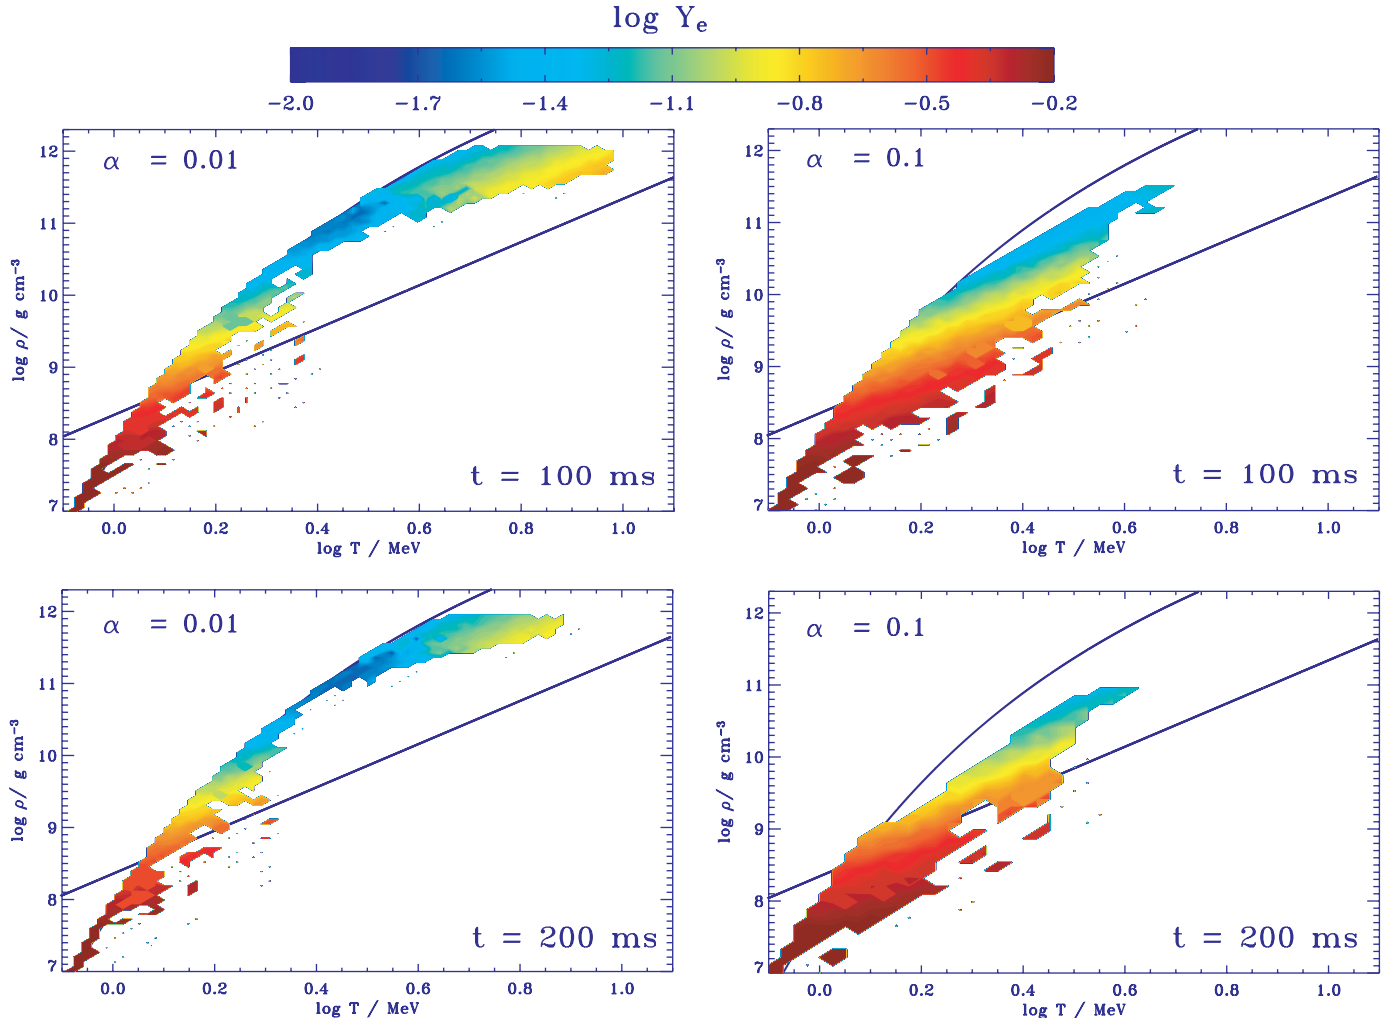 log Yₑ
−2.0 −1.7 −1.4 −1.1 −0.8 −0.5 −0.2
α = 0.01
12
11
10
9
8
7
log ρ/ g cm⁻³
t = 100 ms
0.0 0.2 0.4 0.6 0.8 1.0
log T / MeV
α = 0.1
12
11
10
9
8
7
log ρ/ g cm⁻³
t = 100 ms
0.0 0.2 0.4 0.6 0.8 1.0
log T / MeV
α = 0.01
12
11
10
9
8
7
log ρ/ g cm⁻³
t = 200 ms
0.0 0.2 0.4 0.6 0.8 1.0
log T / MeV
α = 0.1
12
11
10
9
8
7
log ρ/ g cm⁻³
t = 200 ms
0.0 0.2 0.4 0.6 0.8 1.0
log T / MeV